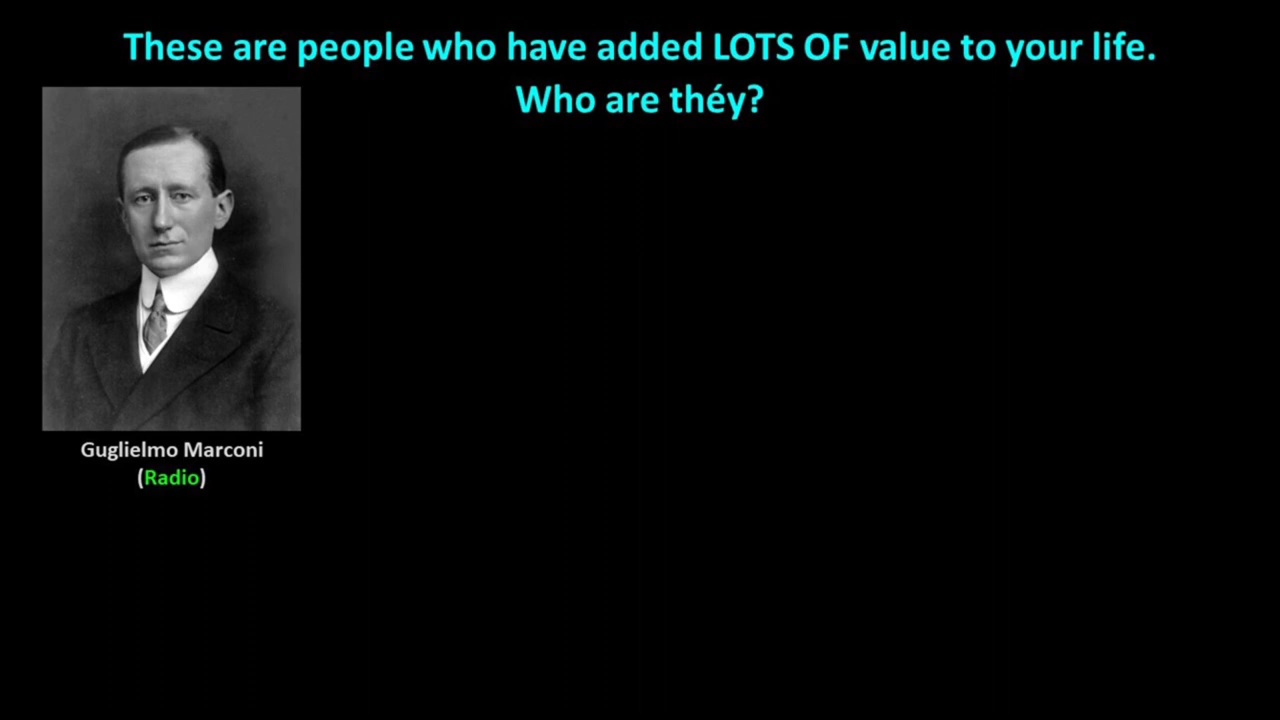 These are people who have added LOTS OF value to your life.
Who are théy?
Guglielmo Marconi
(Radio)